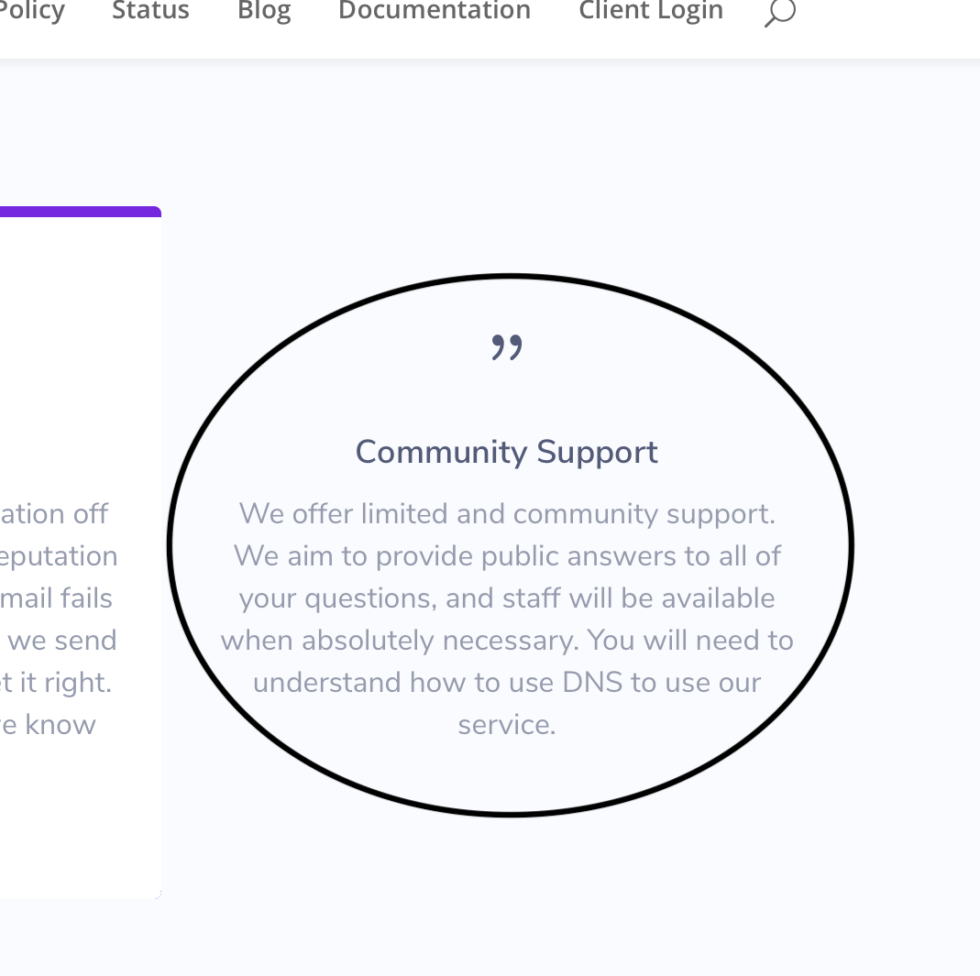 Policy Status Blog Documentation Client Login
”
Community Support
We offer limited and community support.
We aim to provide public answers to all of
your questions, and staff will be available
when absolutely necessary. You will need to
understand how to use DNS to use our
service.
ation off
eputation
mail fails
we send
t it right.
e know